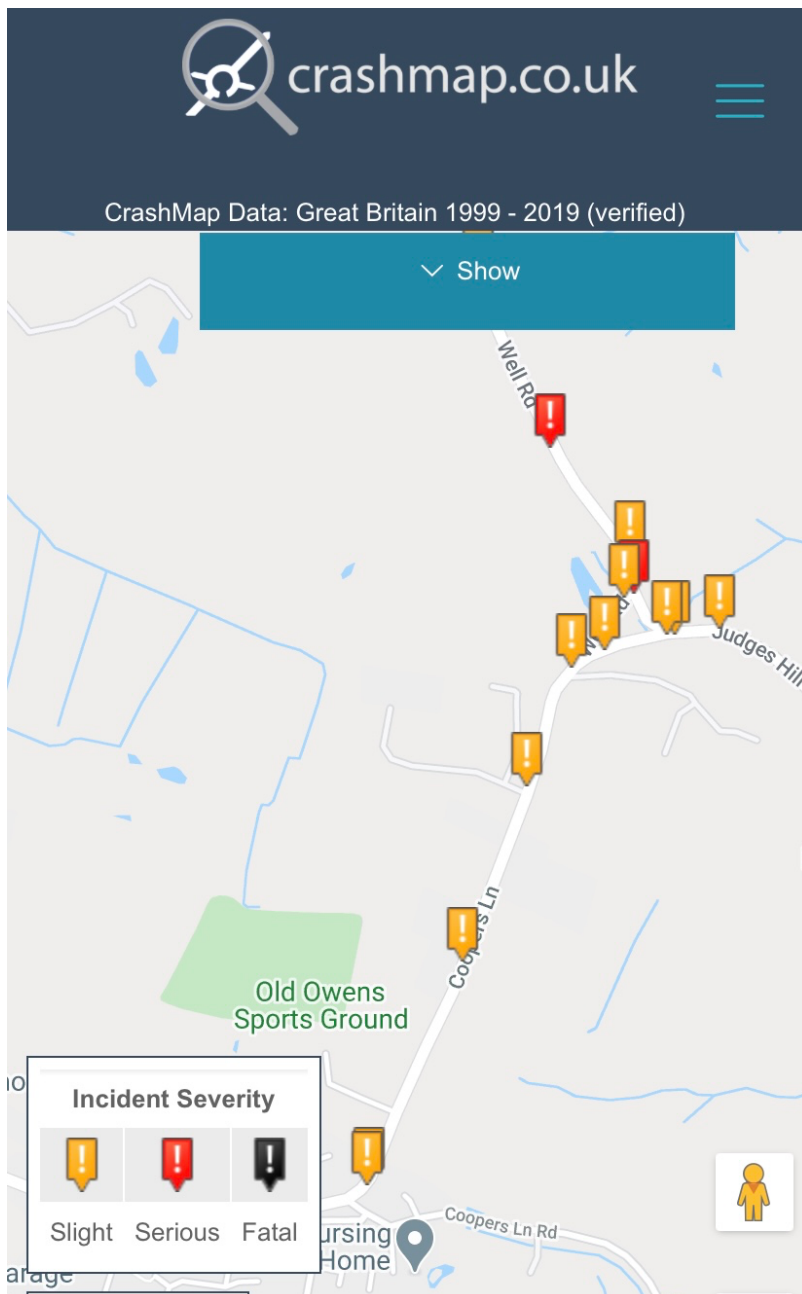 crashmap.co.uk
CrashMap Data: Great Britain 1999 - 2019 (verified)
Show
Well Rd
Judges Hill
Coopers Ln
Old Owens
Sports Ground
Incident Severity
Slight Serious Fatal
Coopers Ln Rd
ursing
Home
arage